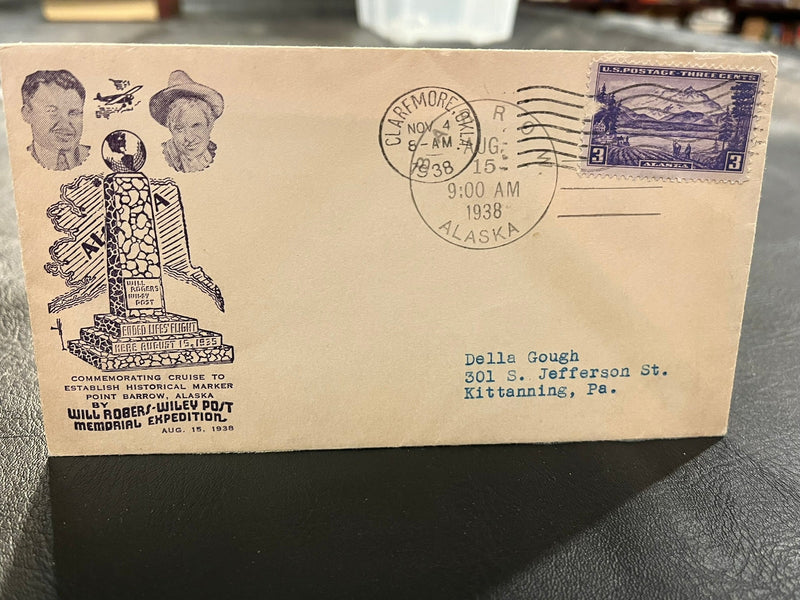 ALASKA
WILL
ROGERS
WILEY
POST
ENDED LIFES' FLIGHT
HERE AUGUST 15, 1935
COMMEMORATING CRUISE TO
ESTABLISH HISTORICAL MARKER
POINT BARROW, ALASKA
BY
WILL ROGERS-WILEY POST
MEMORIAL EXPEDITION
AUG. 15, 1938
CLAREMORE, OKLA.
NOV 4
8-AM
1938
ROW
AUG.
15
9:00 AM
1938
ALASKA
U.S. POSTAGE-THREE CENTS
3 ALASKA 3
Della Gough
301 S. Jefferson St.
Kittanning, Pa.